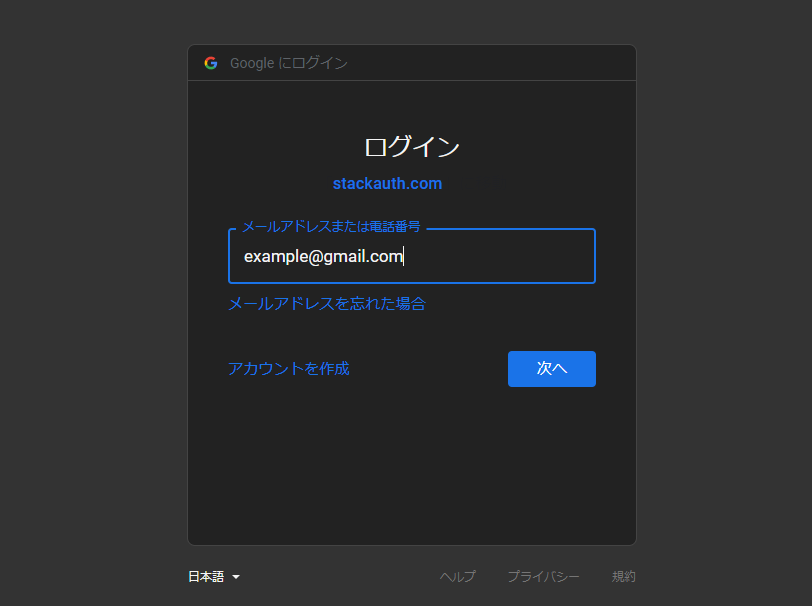 Google にログイン
ログイン
stackauth.com
メールアドレスまたは電話番号
example@gmail.com
メールアドレスを忘れた場合
アカウントを作成
次へ
日本語
ヘルプ
プライバシー
規約